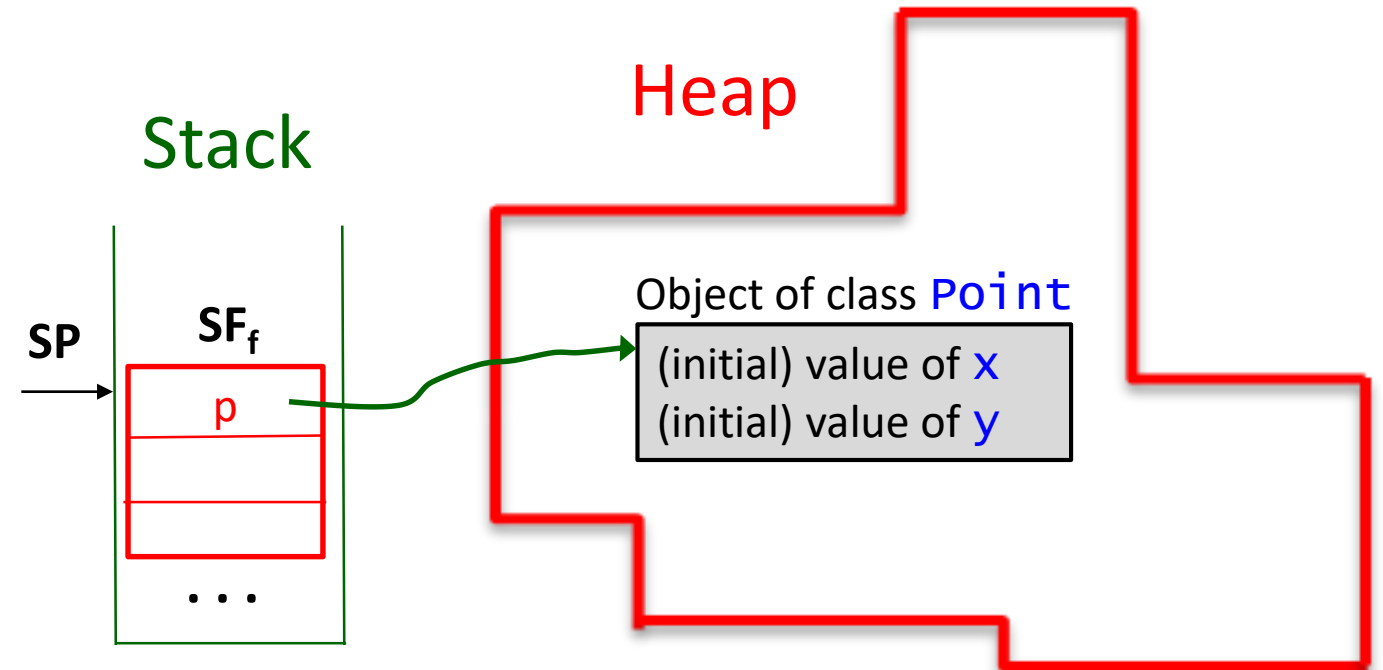 Heap
Stack
Object of class Point
SP
SFf
(initial) value of x
p
(initial) value of y
...